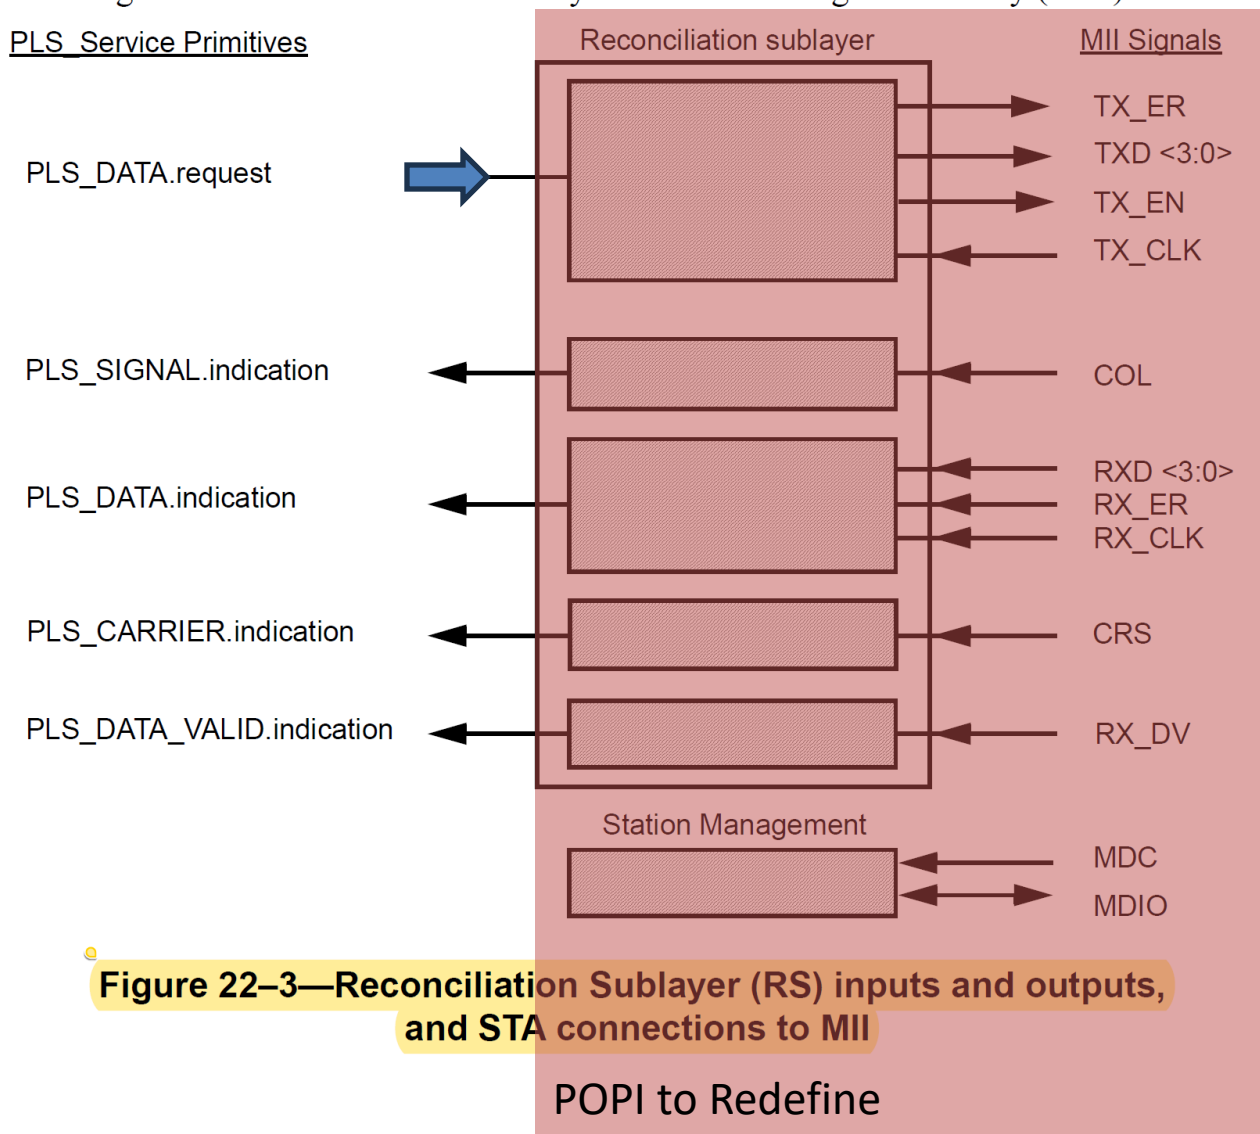 PLS_Service Primitives
Reconciliation sublayer
MII Signals
TX_ER
PLS_DATA.request
TXD <3:0>
TX_EN
TX_CLK
PLS_SIGNAL.indication
COL
PLS_DATA.indication
RXD <3:0>
RX_ER
RX_CLK
PLS_CARRIER.indication
CRS
PLS_DATA_VALID.indication
RX_DV
Station Management
MDC
MDIO
Figure 22–3—Reconciliation Sublayer (RS) inputs and outputs,
and STA connections to MII
POPI to Redefine